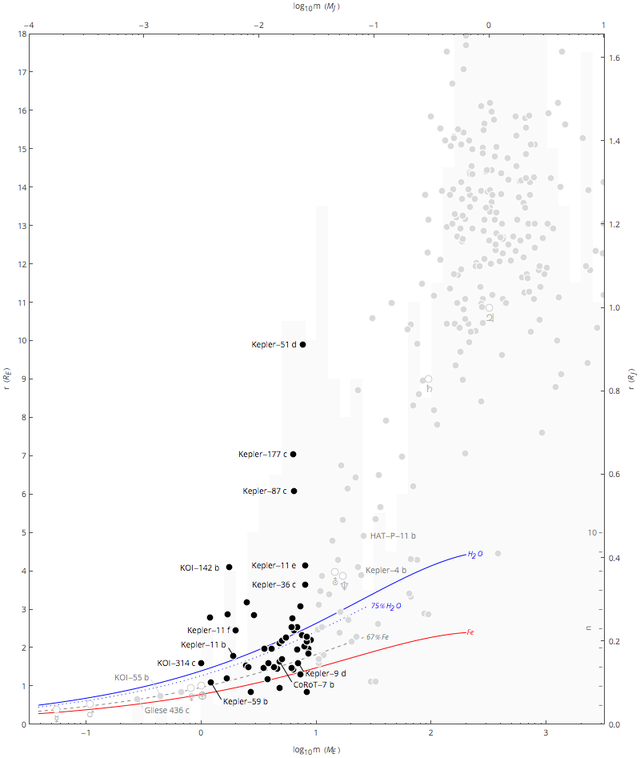 log₁₀m (M_J)
−4 −3 −2 −1 0 1
18
17
16
15
14
13
12
11
10
9
8
7
6
5
4
3
2
1
0
r (R_E)
1.6
1.4
1.2
1.0
0.8
0.6
0.4
0.2
0.0
r (R_J)
♃
♄
Kepler−51 d
Kepler−177 c
Kepler−87 c
HAT−P−11 b
10
H₂O
KOI−142 b
Kepler−11 e
Kepler−4 b
Kepler−36 c
♆
75%H₂O
Kepler−11 f
Fe
n
67%Fe
Kepler−11 b
KOI−314 c
KOI−55 b
Kepler−9 d
CoRoT−7 b
Kepler−59 b
Gliese 436 c
−1 0 1 2 3
log₁₀m (M_E)